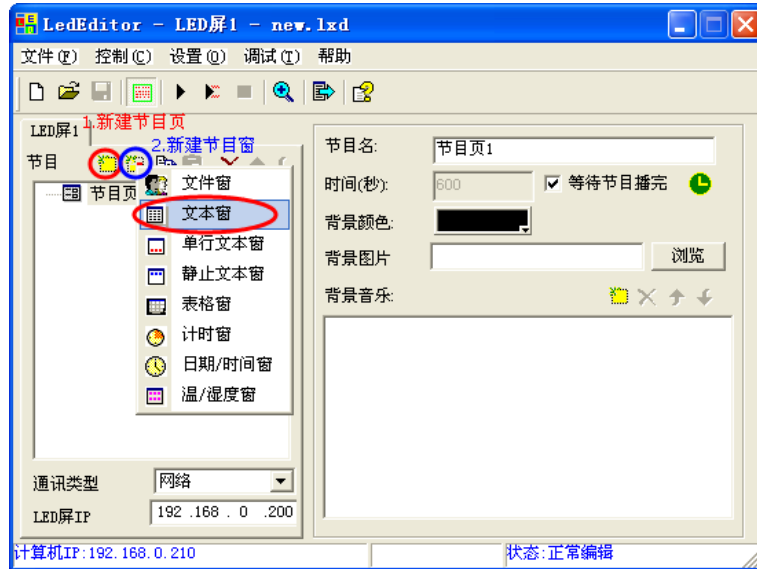 LedEditor - LED屏1 - new.lxd
文件(F) 控制(C) 设置(O) 调试(T) 帮助
LED屏1
1.新建节目页
2.新建节目窗
节目
节目页
文件窗
文本窗
单行文本窗
静止文本窗
表格窗
计时窗
日期/时间窗
温/湿度窗
通讯类型 网络
LED屏IP 192 .168 . 0 .200
节目名: 节目页1
时间(秒): 600 等待节目播完
背景颜色:
背景图片 浏览
背景音乐:
计算机IP:192.168.0.210 状态:正常编辑